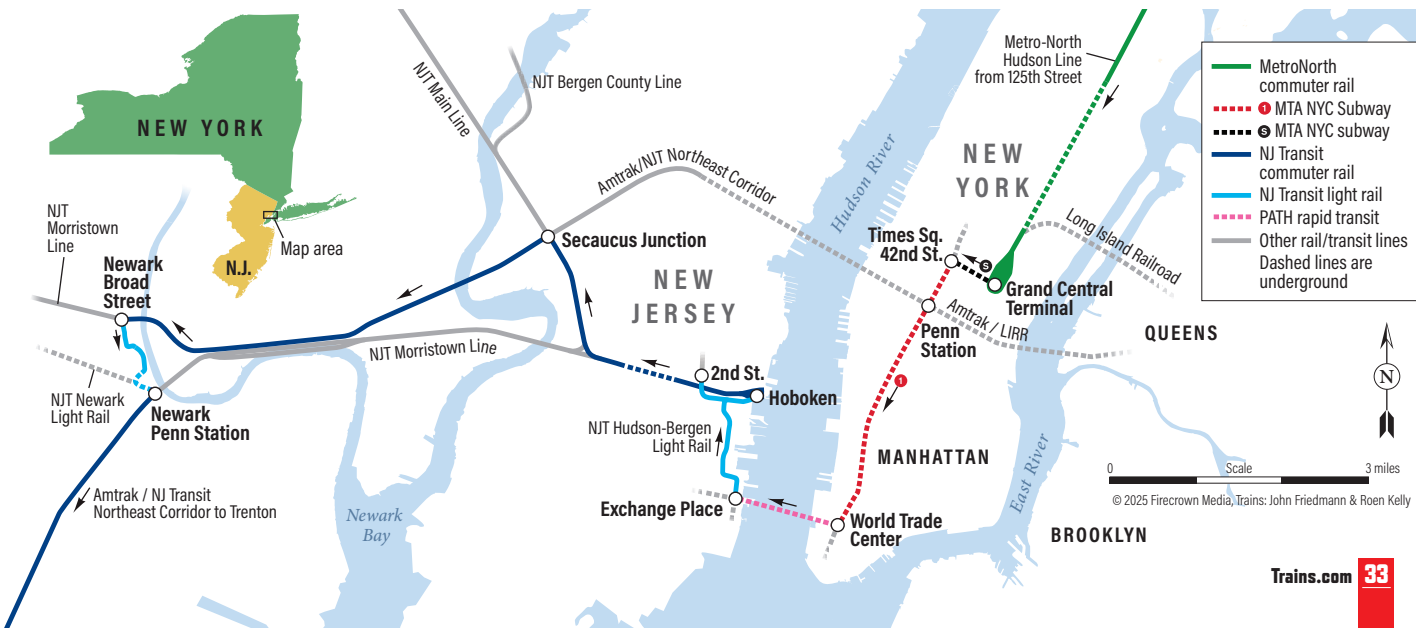 NEW YORK
N.J.
Map area
NJT
Morristown
Line
Newark
Broad
Street
NJT Newark
Light Rail
Newark
Penn Station
Amtrak / NJ Transit
Northeast Corridor to Trenton
NJT Main Line
NJT Bergen County Line
Amtrak/NJT Northeast Corridor
Secaucus Junction
NEW
JERSEY
NJT Morristown Line
Newark
Bay
2nd St.
Hoboken
NJT Hudson-Bergen
Light Rail
Exchange Place
World Trade
Center
Hudson River
Metro-North
Hudson Line
from 125th Street
NEW
YORK
Times Sq.
42nd St.
S
Grand Central
Terminal
Long Island Railroad
Penn
Station
Amtrak / LIRR
1
QUEENS
MANHATTAN
East River
BROOKLYN
MetroNorth
commuter rail
1 MTA NYC Subway
S MTA NYC subway
NJ Transit
commuter rail
NJ Transit light rail
PATH rapid transit
Other rail/transit lines
Dashed lines are
underground
N
0 Scale 3 miles
© 2025 Firecrown Media, Trains: John Friedmann & Roen Kelly
Trains.com 33